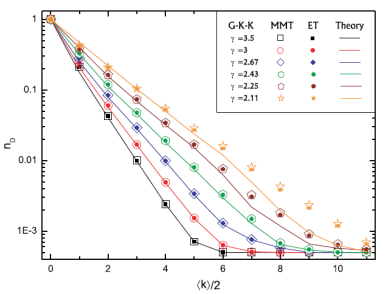 G-K-K MMT ET Theory
γ = 3.5
γ = 3
γ = 2.67
γ = 2.43
γ = 2.25
γ = 2.11
1
0.1
0.01
1E-3
n_D
0 2 4 6 8 10
⟨k⟩/2